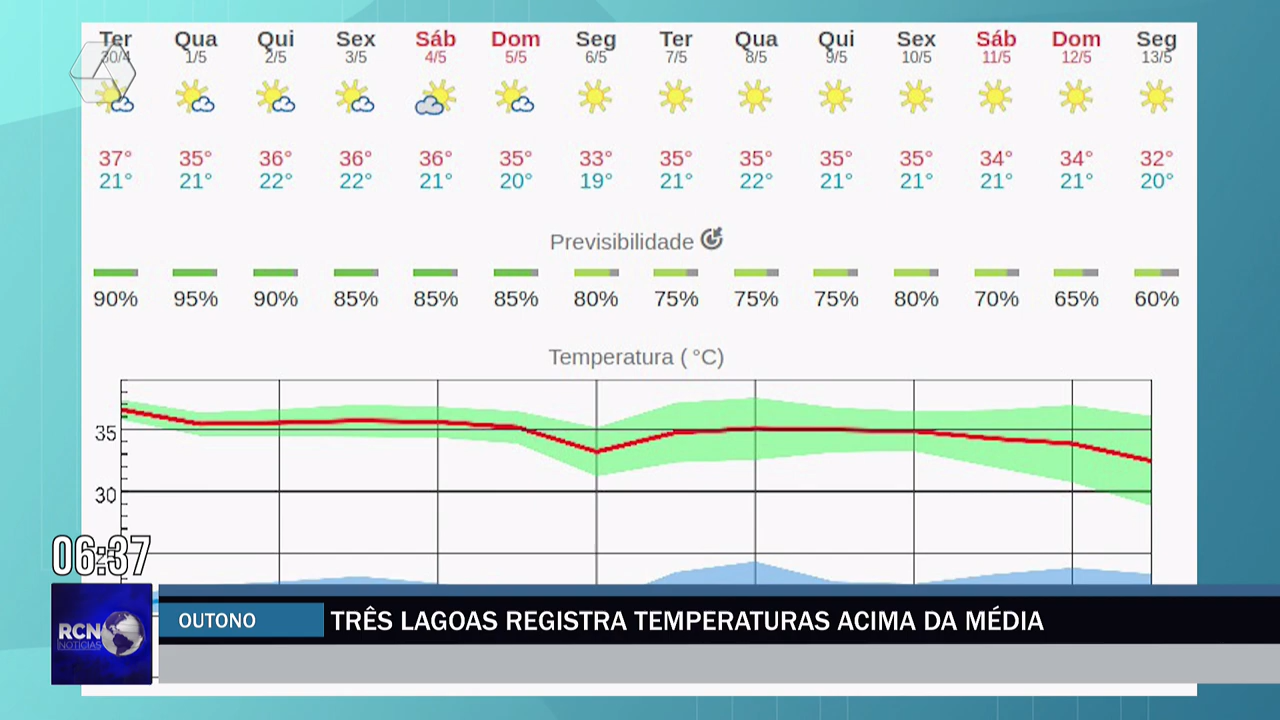 Ter Qua Qui Sex Sáb Dom Seg Ter Qua Qui Sex Sáb Dom Seg
30/4 1/5 2/5 3/5 4/5 5/5 6/5 7/5 8/5 9/5 10/5 11/5 12/5 13/5
37° 35° 36° 36° 36° 35° 33° 35° 35° 35° 35° 34° 34° 32°
21° 21° 22° 22° 21° 20° 19° 21° 22° 21° 21° 21° 21° 20°
Previsibilidade
90% 95% 90% 85% 85% 85% 80% 75% 75% 75% 80% 70% 65% 60%
Temperatura ( °C)
35
30
06:37
OUTONO TRÊS LAGOAS REGISTRA TEMPERATURAS ACIMA DA MÉDIA
RCN
NOTÍCIAS